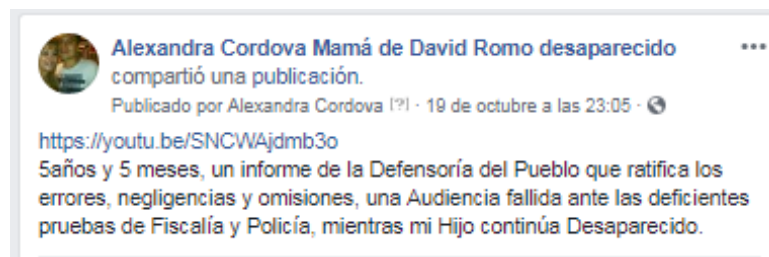 Alexandra Cordova Mamá de David Romo desaparecido
compartió una publicación.
Publicado por Alexandra Cordova [?] · 19 de octubre a las 23:05 ·
https://youtu.be/SNCWAjdmb3o
5años y 5 meses, un informe de la Defensoría del Pueblo que ratifica los
errores, negligencias y omisiones, una Audiencia fallida ante las deficientes
pruebas de Fiscalía y Policía, mientras mi Hijo continúa Desaparecido.